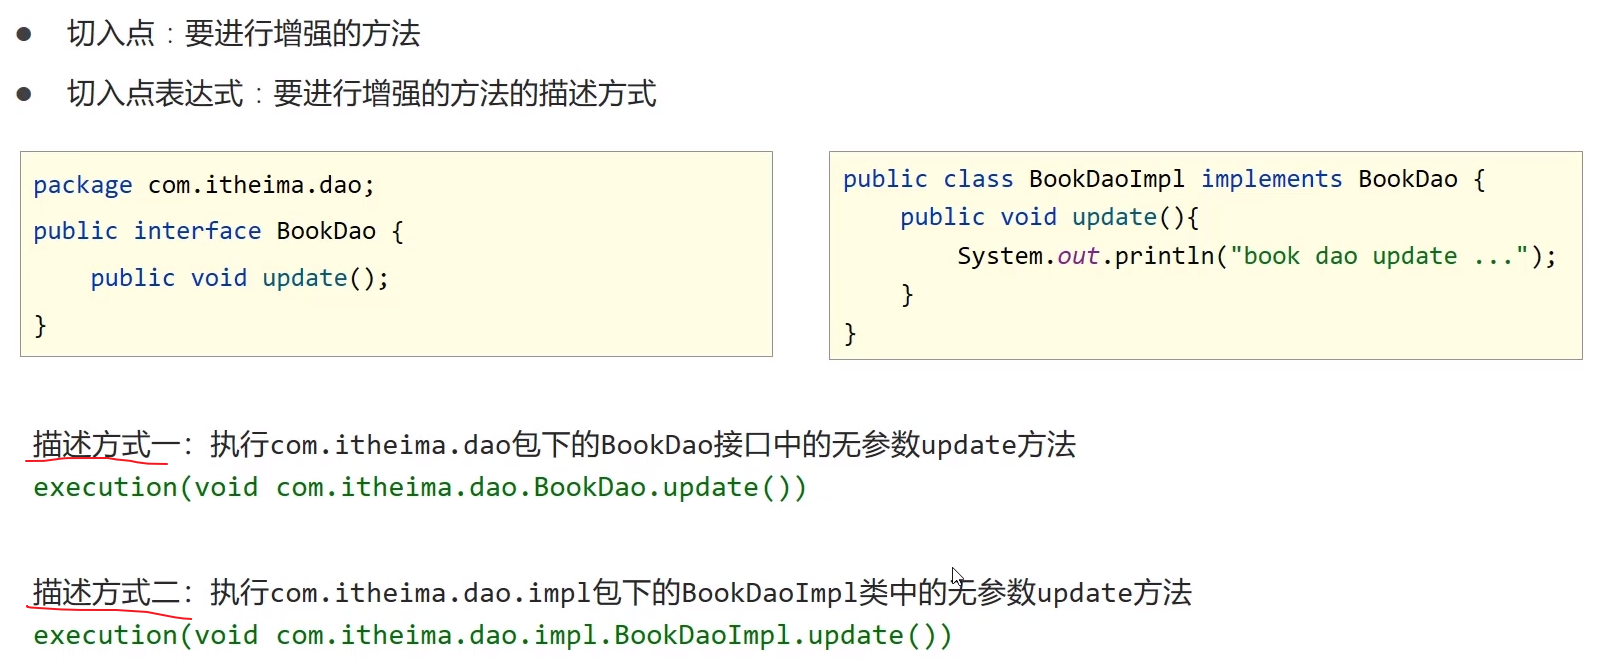 ● 切入点：要进行增强的方法
● 切入点表达式：要进行增强的方法的描述方式
package com.itheima.dao;
public interface BookDao {
    public void update();
}
public class BookDaoImpl implements BookDao {
    public void update(){
        System.out.println("book dao update ...");
    }
}
描述方式一：执行com.itheima.dao包下的BookDao接口中的无参数update方法
execution(void com.itheima.dao.BookDao.update())
描述方式二：执行com.itheima.dao.impl包下的BookDaoImpl类中的无参数update方法
execution(void com.itheima.dao.impl.BookDaoImpl.update())